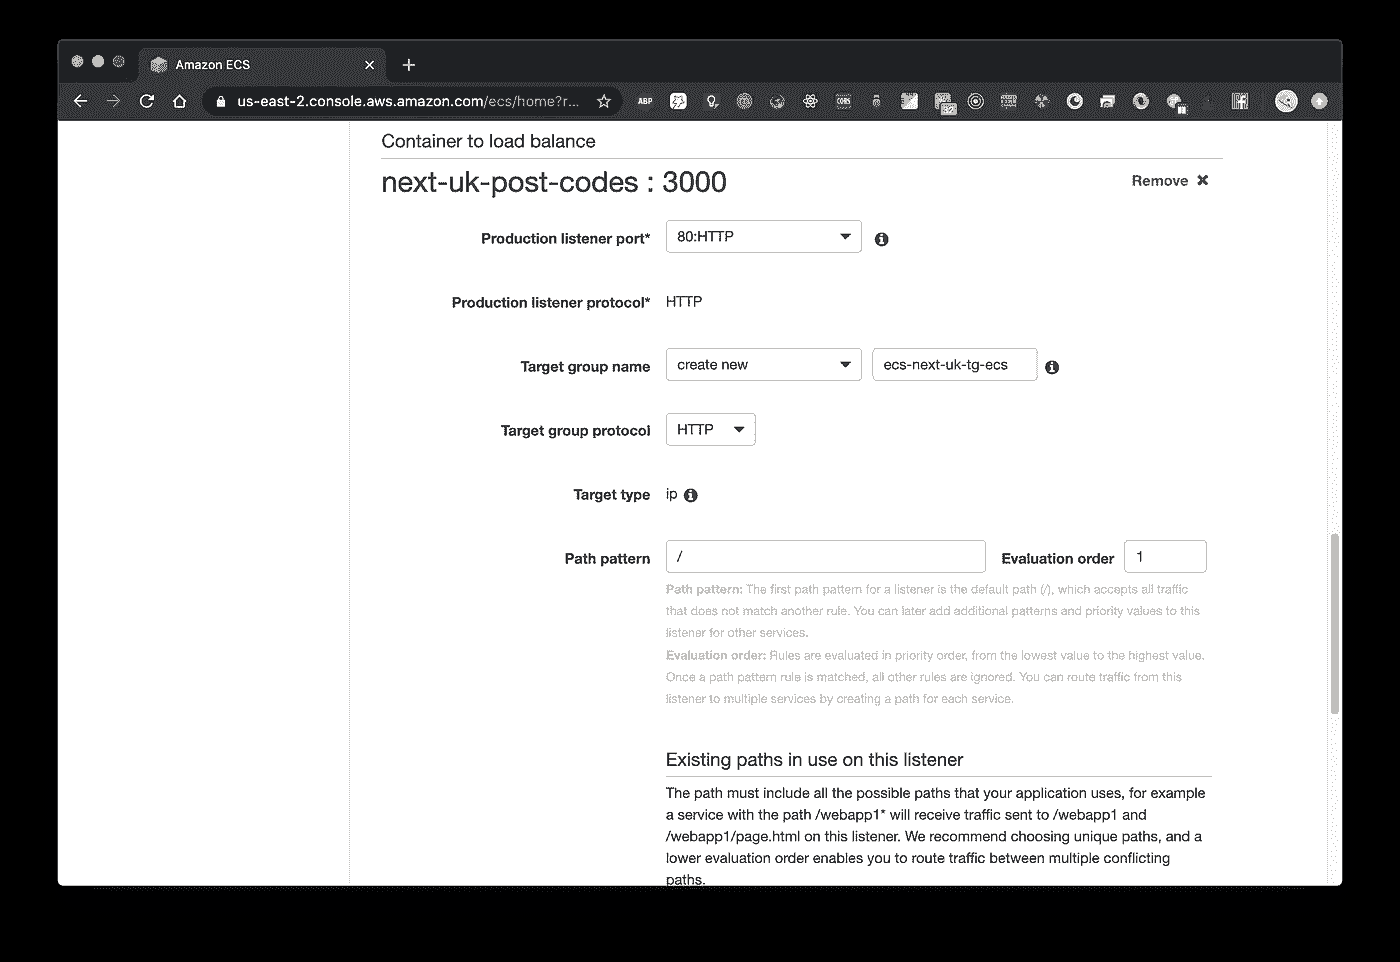 Amazon ECS
us-east-2.console.aws.amazon.com/ecs/home?r...
ABP
Container to load balance
next-uk-post-codes : 3000
Remove
Production listener port*
80:HTTP
Production listener protocol*
HTTP
Target group name
create new
ecs-next-uk-tg-ecs
Target group protocol
HTTP
Target type
ip
Path pattern
/
Evaluation order
1
Path pattern: The first path pattern for a listener is the default path (/), which accepts all traffic
that does not match another rule. You can later add additional patterns and priority values to this
listener for other services.
Evaluation order: Rules are evaluated in priority order, from the lowest value to the highest value.
Once a path pattern rule is matched, all other rules are ignored. You can route traffic from this
listener to multiple services by creating a path for each service.
Existing paths in use on this listener
The path must include all the possible paths that your application uses, for example
a service with the path /webapp1* will receive traffic sent to /webapp1 and
/webapp1/page.html on this listener. We recommend choosing unique paths, and a
lower evaluation order enables you to route traffic between multiple conflicting
paths.